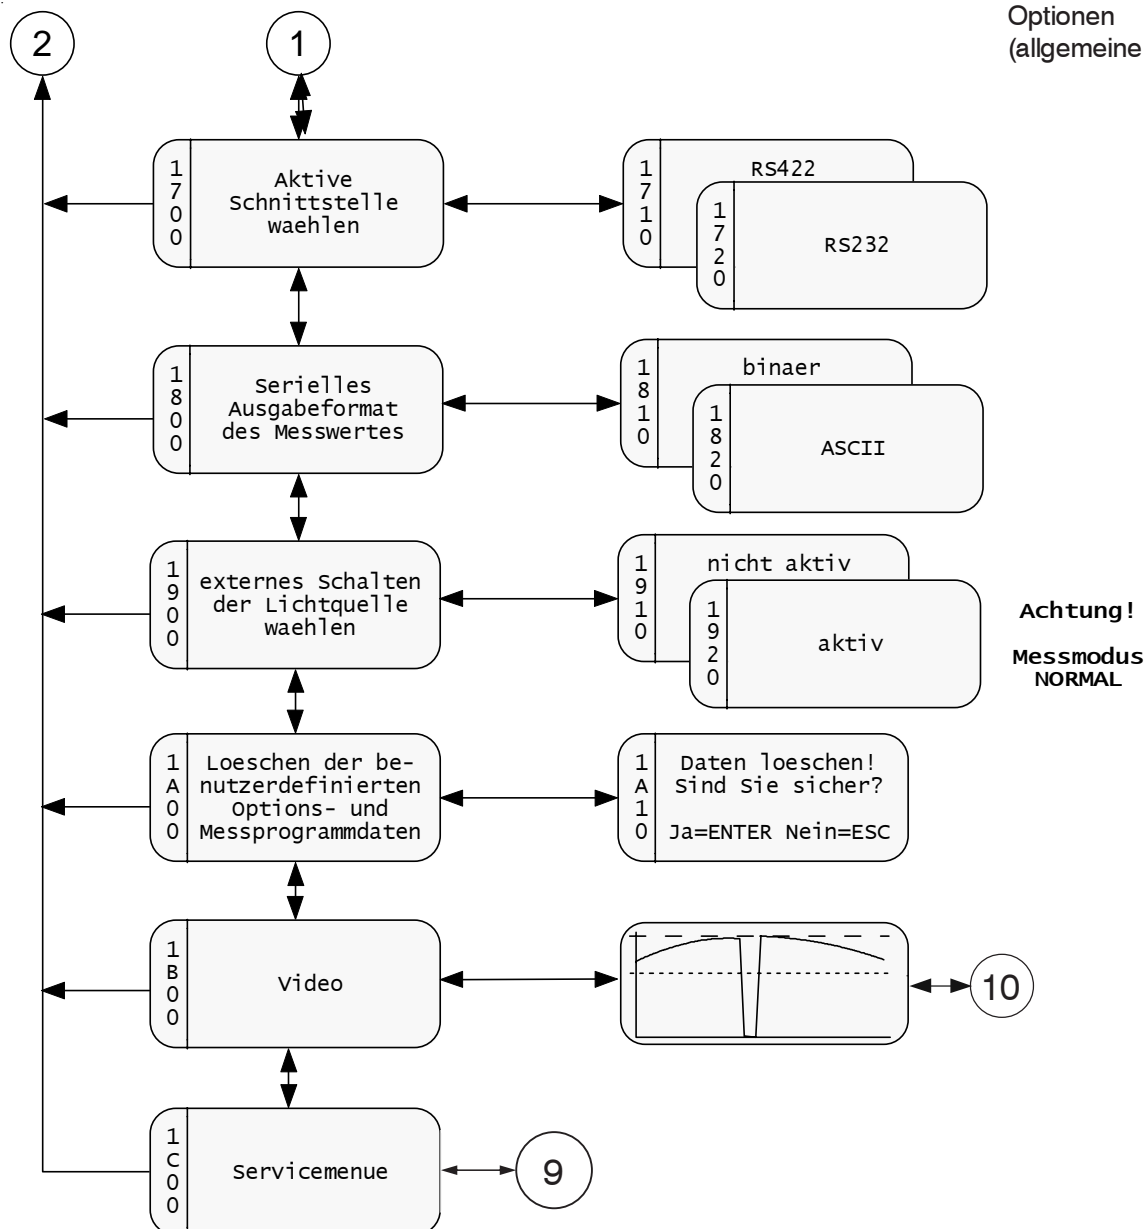 Optionen
(allgemeine
2
1
1700
Aktive
Schnittstelle
waehlen
1710
RS422
1720
RS232
1800
Serielles
Ausgabeformat
des Messwertes
1810
binaer
1820
ASCII
1900
externes Schalten
der Lichtquelle
waehlen
1910
nicht aktiv
1920
aktiv
Achtung!
Messmodus
NORMAL
1A00
Loeschen der be-
nutzerdefinierten
Options- und
Messprogrammdaten
1A10
Daten loeschen!
Sind Sie sicher?
Ja=ENTER Nein=ESC
1B00
Video
10
1C00
Servicemenue
9